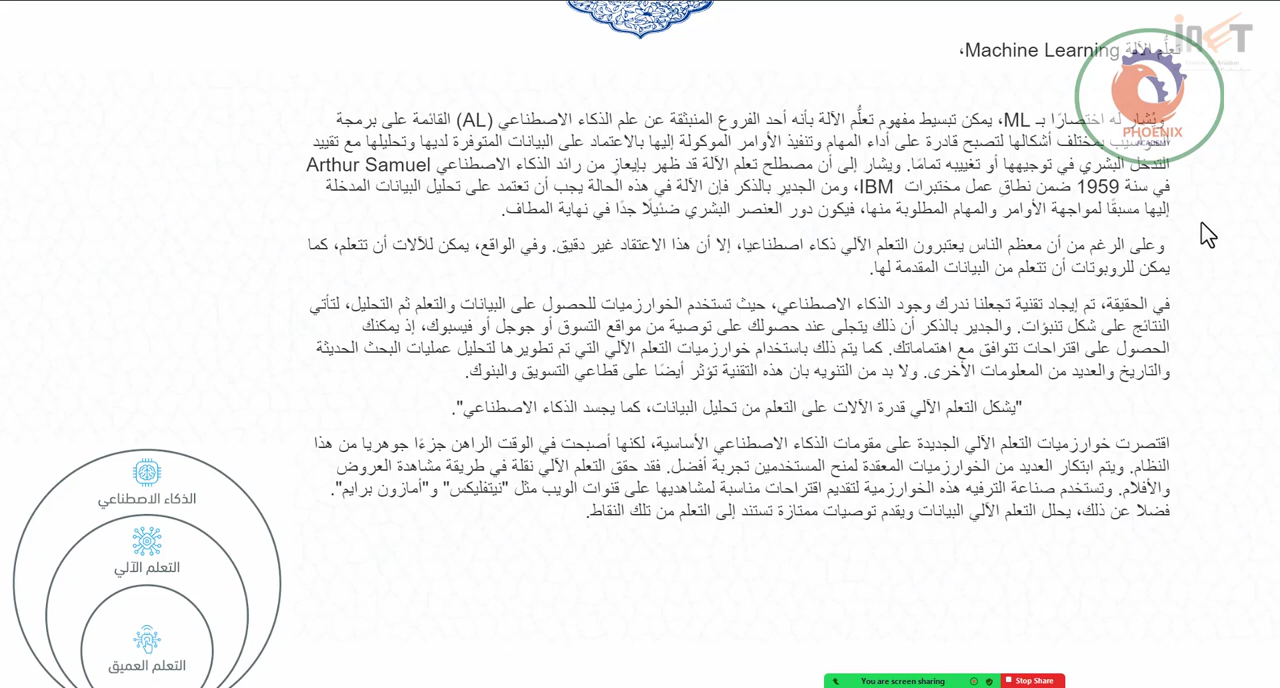 تعلُّم الآلة Machine Learning،
iNET
PHOENIX
ACADEMY
ويُشار له اختصارًا بـ ML، يمكن تبسيط مفهوم تعلُّم الآلة بأنه أحد الفروع المنبثقة عن علم الذكاء الاصطناعي (AL) القائمة على برمجة
بمختلف أشكالها لتصبح قادرة على أداء المهام وتنفيذ الأوامر الموكولة إليها بالاعتماد على البيانات المتوفرة لديها وتحليلها مع تقييد
التدخل البشري في توجيهها أو تغييبه تمامًا. ويشار إلى أن مصطلح تعلم الآلة قد ظهر بإيعازٍ من رائد الذكاء الاصطناعي Arthur Samuel
في سنة 1959 ضمن نطاقِ عمل مختبرات IBM، ومن الجدير بالذكر فإن الآلة في هذه الحالة يجب أن تعتمد على تحليل البيانات المدخلة
إليها مسبقًا لمواجهة الأوامر والمهام المطلوبة منها، فيكون دور العنصر البشري ضئيلًا جدًا في نهاية المطاف.
وعلى الرغم من أن معظم الناس يعتبرون التعلم الآلي ذكاء اصطناعيا، إلا أن هذا الاعتقاد غير دقيق. وفي الواقع، يمكن للآلات أن تتعلم، كما
يمكن للروبوتات أن تتعلم من البيانات المقدمة لها.
في الحقيقة، تم إيجاد تقنية تجعلنا ندرك وجود الذكاء الاصطناعي، حيث تستخدم الخوارزميات للحصول على البيانات والتعلم ثم التحليل، لتأتي
النتائج على شكل تنبؤات. والجدير بالذكر أن ذلك يتجلى عند حصولك على توصية من مواقع التسوق أو جوجل أو فيسبوك، إذ يمكنك
الحصول على اقتراحات تتوافق مع اهتماماتك. كما يتم ذلك باستخدام خوارزميات التعلم الآلي التي تم تطويرها لتحليل عمليات البحث الحديثة
والتاريخ والعديد من المعلومات الأخرى. ولا بد من التنويه بان هذه التقنية تؤثر أيضًا على قطاعي التسويق والبنوك.
"يشكل التعلم الآلي قدرة الآلات على التعلم من تحليل البيانات، كما يجسد الذكاء الاصطناعي".
اقتصرت خوارزميات التعلم الآلي الجديدة على مقومات الذكاء الاصطناعي الأساسية، لكنها أصبحت في الوقت الراهن جزءًا جوهريا من هذا
النظام. ويتم ابتكار العديد من الخوارزميات المعقدة لمنح المستخدمين تجربة أفضل. فقد حقق التعلم الآلي نقلة في طريقة مشاهدة العروض
والأفلام. وتستخدم صناعة الترفيه هذه الخوارزمية لتقديم اقتراحات مناسبة لمشاهديها على قنوات الويب مثل "نيتفليكس" و"أمازون برايم".
فضلا عن ذلك، يحلل التعلم الآلي البيانات ويقدم توصيات ممتازة تستند إلى التعلم من تلك النقاط.
الذكاء الاصطناعي
التعلم الآلي
التعلم العميق
You are screen sharing
Stop Share